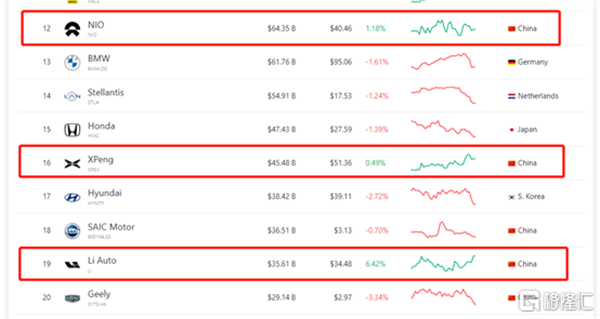 12 NIO $64.35 B $40.46 1.18% China
NIO
13 BMW $61.76 B $95.06 -1.61% Germany
BMW.DE
14 Stellantis $54.91 B $17.53 -1.24% Netherlands
STLA
15 Honda $47.43 B $27.59 -1.39% Japan
HMC
16 XPeng $45.48 B $51.36 0.49% China
XPEV
17 Hyundai $38.42 B $39.11 -2.72% S. Korea
HYMTF
18 SAIC Motor $36.51 B $3.13 -0.70% China
600104.SS
19 Li Auto $35.61 B $34.48 6.42% China
LI
20 Geely $29.14 B $2.97 -3.34%
0175.HK
格隆汇